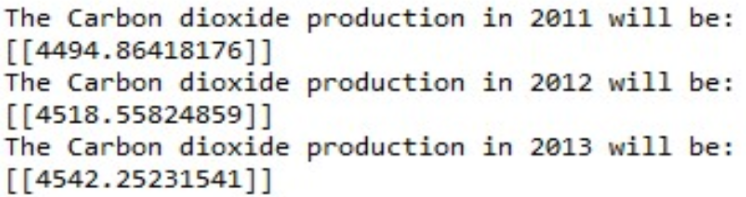 The Carbon dioxide production in 2011 will be:
[[4494.86418176]]
The Carbon dioxide production in 2012 will be:
[[4518.55824859]]
The Carbon dioxide production in 2013 will be:
[[4542.25231541]]